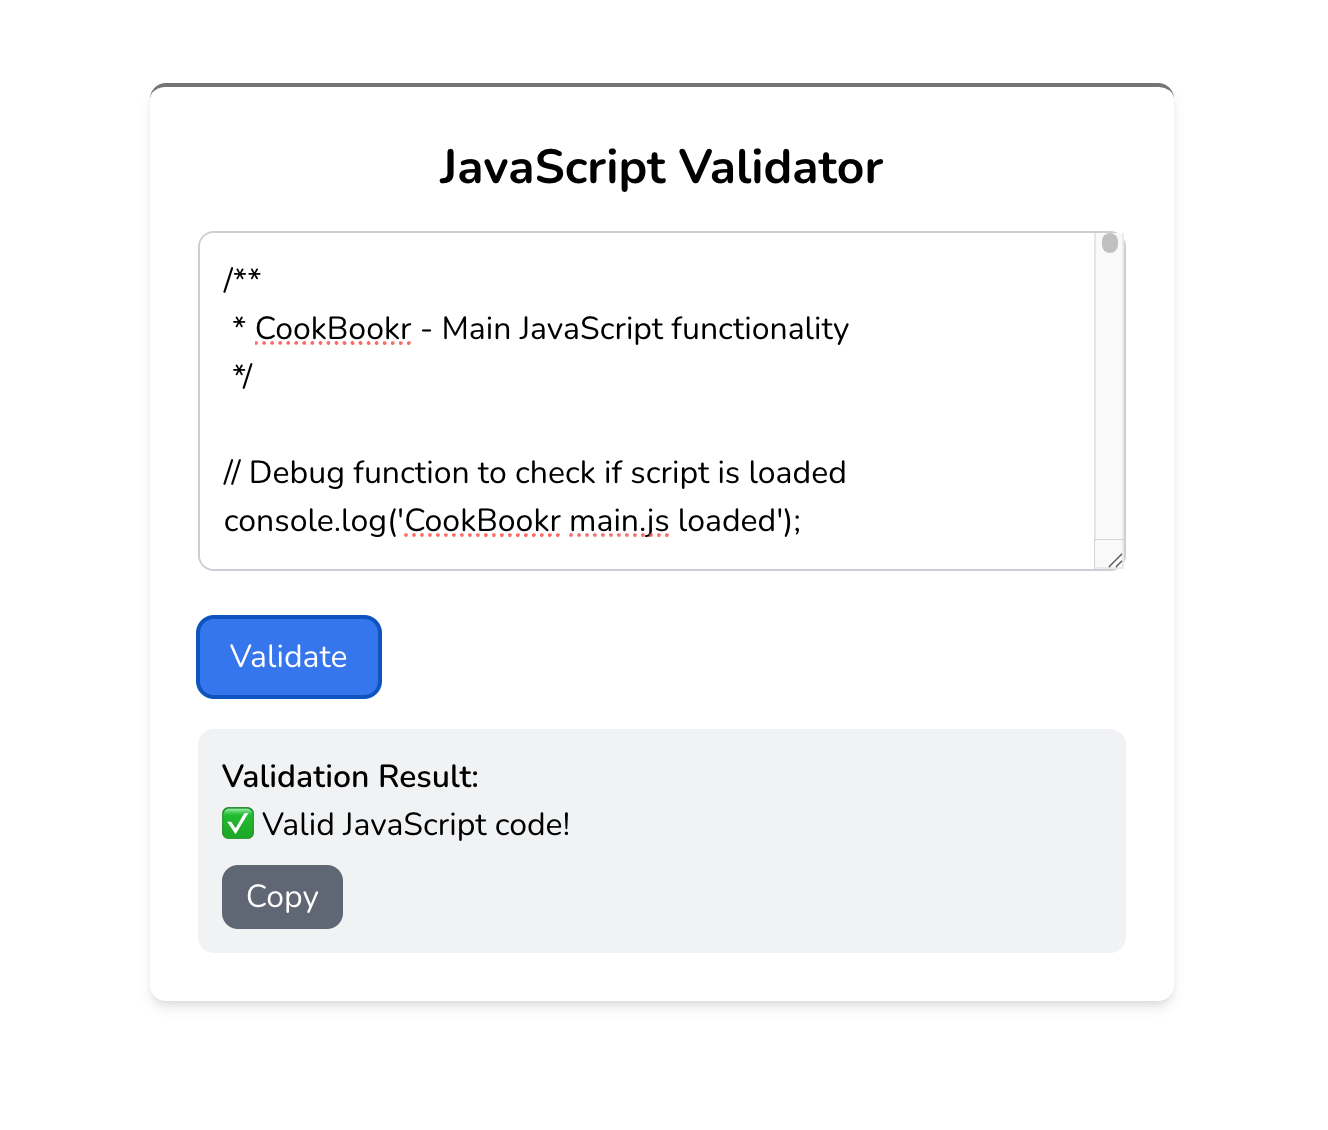 JavaScript Validator
/**
 * CookBookr - Main JavaScript functionality
 */
// Debug function to check if script is loaded
console.log('CookBookr main.js loaded');
Validate
Validation Result:
✅ Valid JavaScript code!
Copy